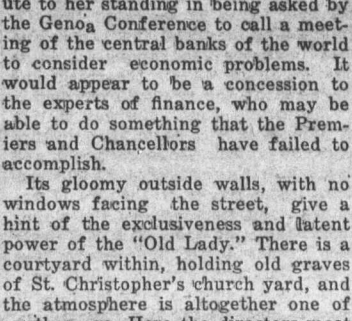 ute to her standing in being asked by
the Genoa Conference to call a meet-
ing of the central banks of the world
to consider economic problems. It
would appear to be a concession to
the experts of finance, who may be
able to do something that the Prem-
iers and Chancellors have failed to
accomplish.
Its gloomy outside walls, with no
windows facing the street, give a
hint of the exclusiveness and latent
power of the "Old Lady." There is a
courtyard within, holding old graves
of St. Christopher's church yard, and
the atmosphere is altogether one of